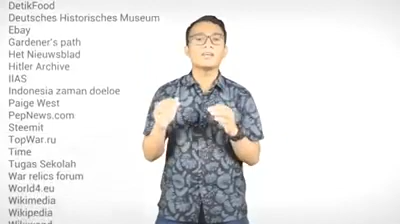 DetikFood
Deutsches Historisches Museum
Ebay
Gardener's path
Het Nieuwsblad
Hitler Archive
IIAS
Indonesia zaman doeloe
Paige West
PepNews.com
Steemit
TopWar.ru
Time
Tugas Sekolah
War relics forum
World4.eu
Wikimedia
Wikipedia